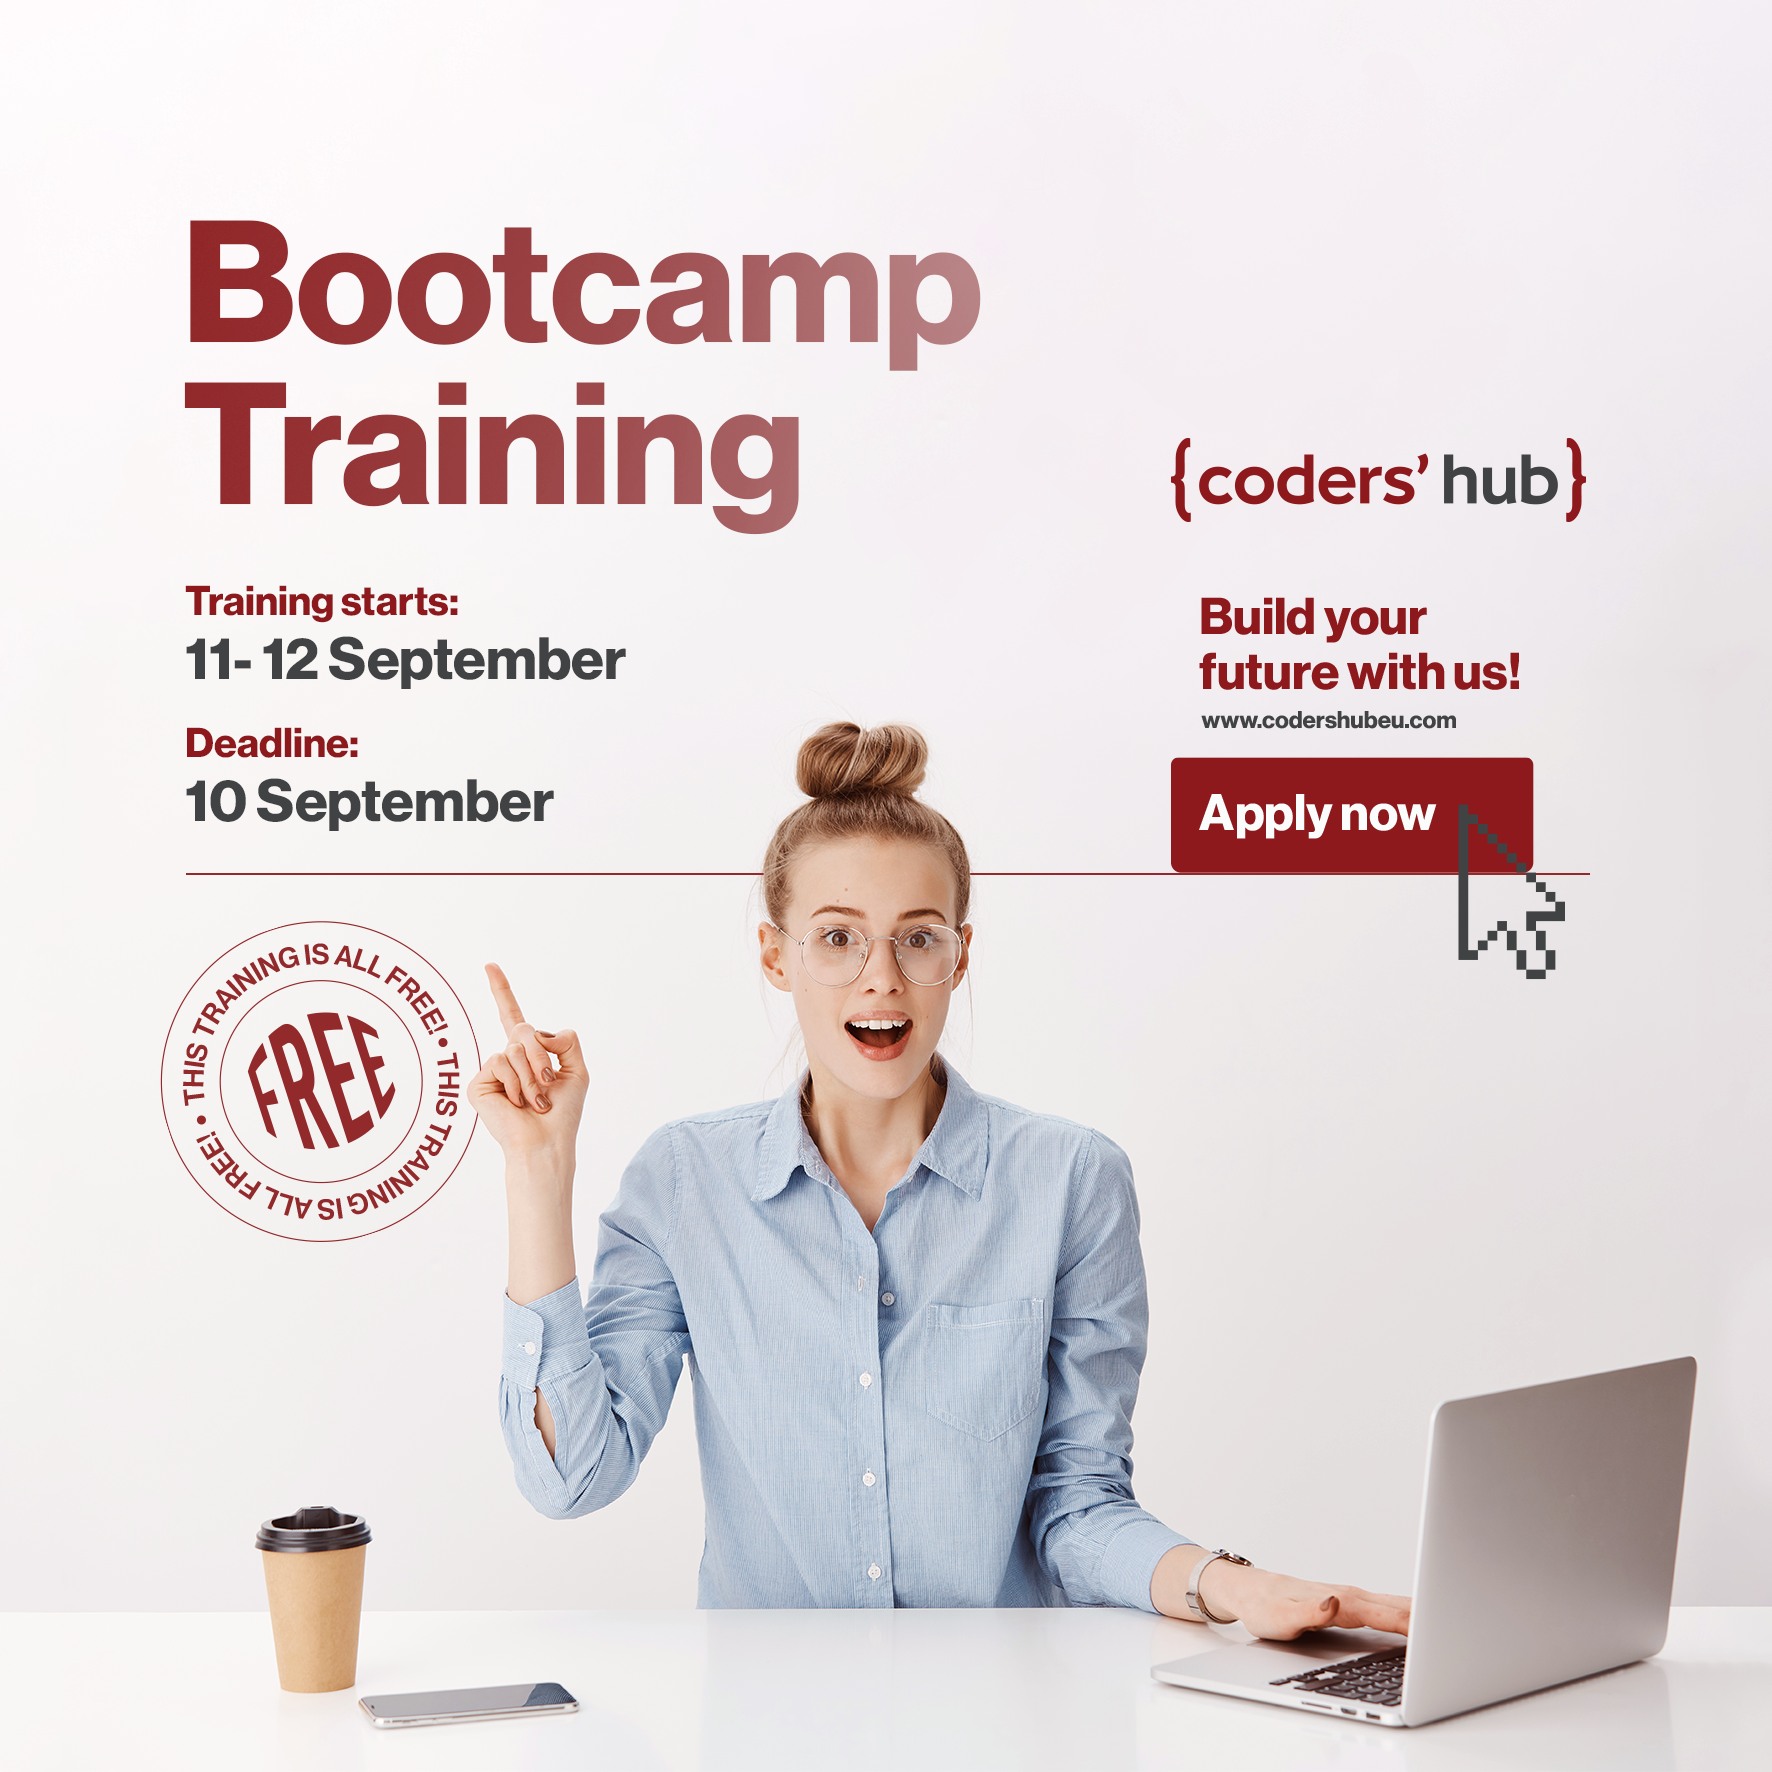 Bootcamp
Training
Training starts:
11- 12 September
Deadline:
10 September
{coders' hub}
Build your
future with us!
www.codershubeu.com
Apply now
THIS TRAINING IS ALL FREE! • THIS TRAINING IS ALL FREE! •
FREE